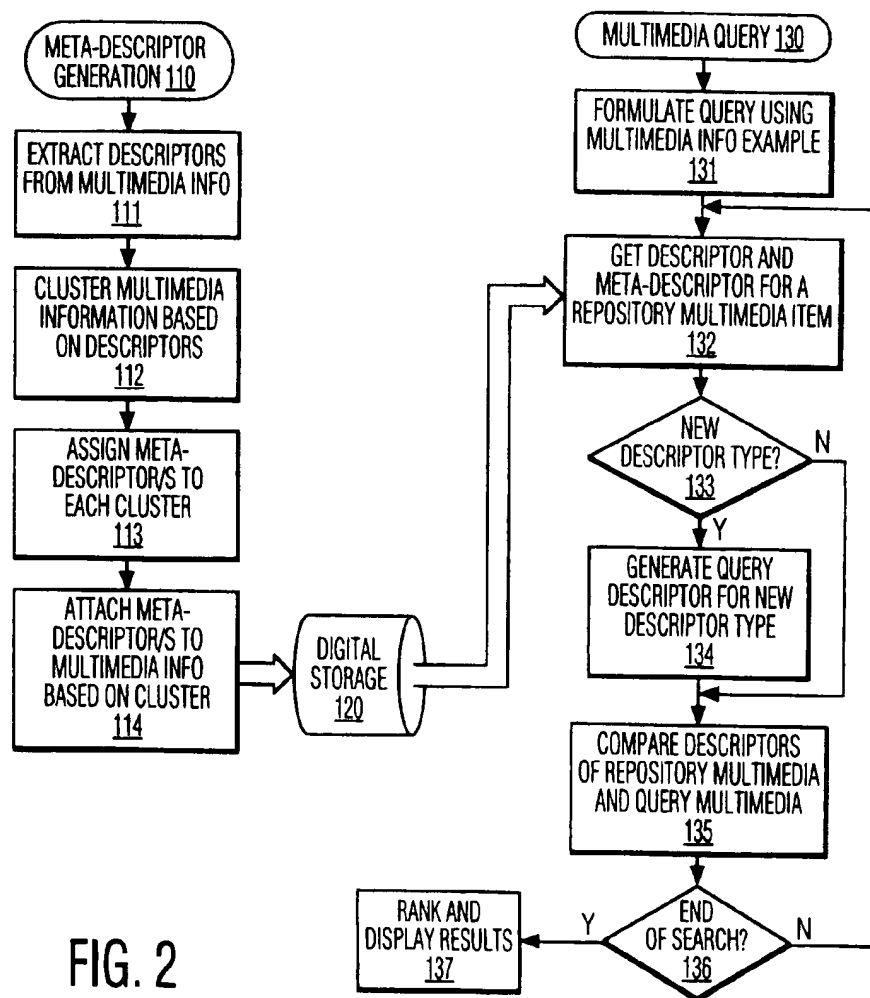 META-DESCRIPTOR
GENERATION 110
EXTRACT DESCRIPTORS
FROM MULTIMEDIA INFO
111
CLUSTER MULTIMEDIA
INFORMATION BASED
ON DESCRIPTORS
112
ASSIGN META-
DESCRIPTOR/S TO
EACH CLUSTER
113
ATTACH META-
DESCRIPTOR/S TO
MULTIMEDIA INFO
BASED ON CLUSTER
114
DIGITAL
STORAGE
120
MULTIMEDIA QUERY 130
FORMULATE QUERY USING
MULTIMEDIA INFO EXAMPLE
131
GET DESCRIPTOR AND
META-DESCRIPTOR FOR A
REPOSITORY MULTIMEDIA ITEM
132
NEW
DESCRIPTOR TYPE?
133
N
Y
GENERATE QUERY
DESCRIPTOR FOR NEW
DESCRIPTOR TYPE
134
COMPARE DESCRIPTORS
OF REPOSITORY MULTIMEDIA
AND QUERY MULTIMEDIA
135
END
OF SEARCH?
136
Y
N
RANK AND
DISPLAY RESULTS
137
FIG. 2